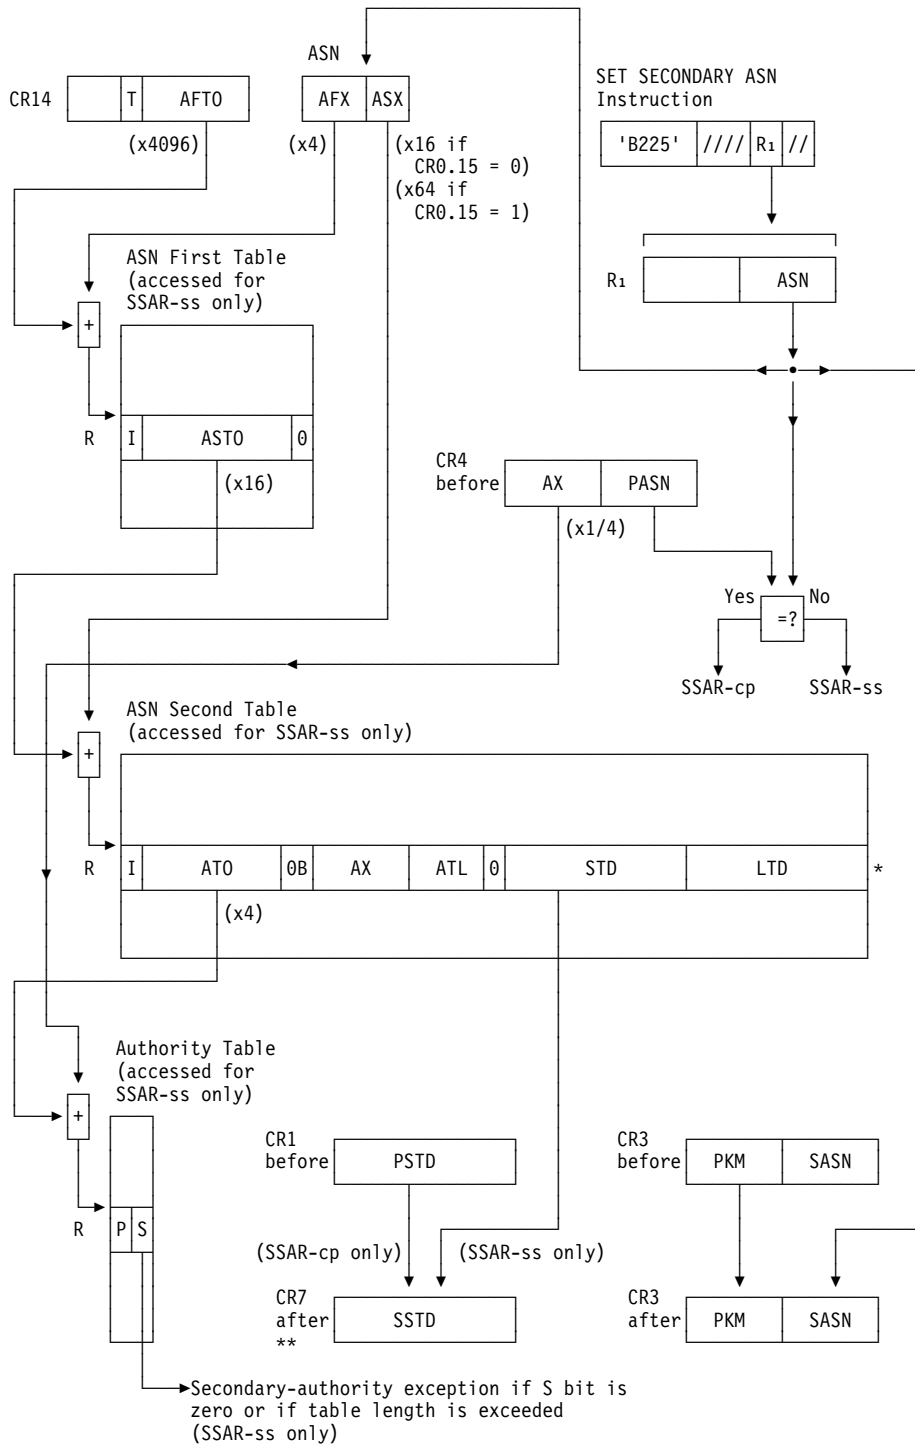 ASN
SET SECONDARY ASN
Instruction
CR14 T AFTO
AFX ASX
'B225' //// R₁ //
(x4096)
(x4)
(x16 if
CR0.15 = 0)
(x64 if
CR0.15 = 1)
ASN First Table
(accessed for
SSAR-ss only)
R₁ ASN
+
R I ASTO 0
(x16)
CR4
before AX PASN
(x1/4)
Yes =? No
SSAR-cp SSAR-ss
ASN Second Table
(accessed for SSAR-ss only)
+
R I ATO 0B AX ATL 0 STD LTD *
(x4)
Authority Table
(accessed for
SSAR-ss only)
+
R P S
CR1
before PSTD
CR3
before PKM SASN
(SSAR-cp only) (SSAR-ss only)
CR7
after SSTD
**
CR3
after PKM SASN
Secondary-authority exception if S bit is
zero or if table length is exceeded
(SSAR-ss only)